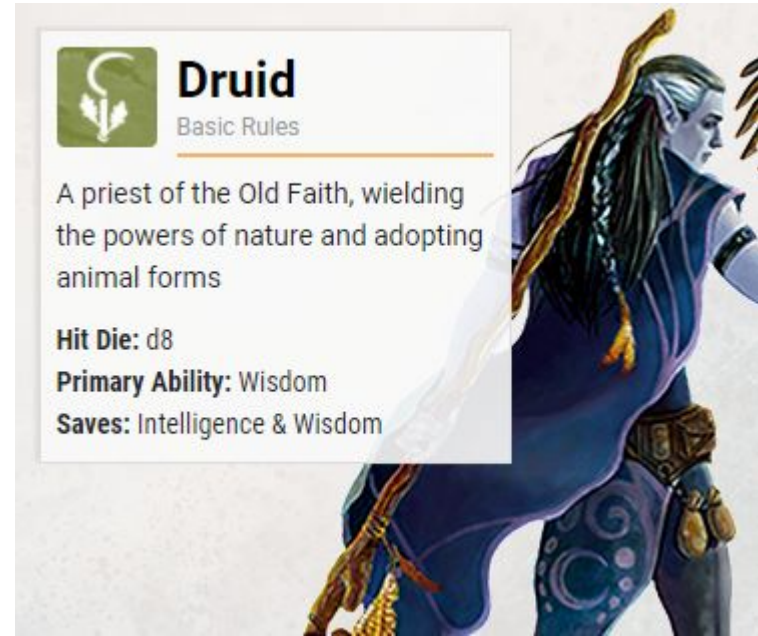 Druid
Basic Rules
A priest of the Old Faith, wielding
the powers of nature and adopting
animal forms
Hit Die: d8
Primary Ability: Wisdom
Saves: Intelligence & Wisdom